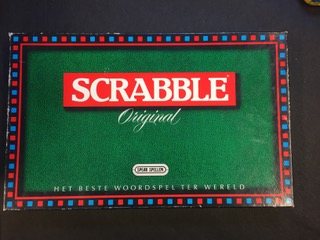 SCRABBLE
Original
SPEAR SPELLEN
HET BESTE WOORDSPEL TER WERELD